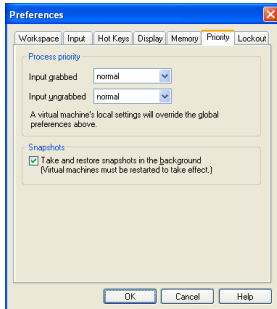 Preferences
Workspace Input Hot Keys Display Memory Priority Lockout
Process priority
Input grabbed normal
Input ungrabbed normal
A virtual machine's local settings will override the global
preferences above.
Snapshots
Take and restore snapshots in the background
(Virtual machines must be restarted to take effect.)
OK Cancel Help